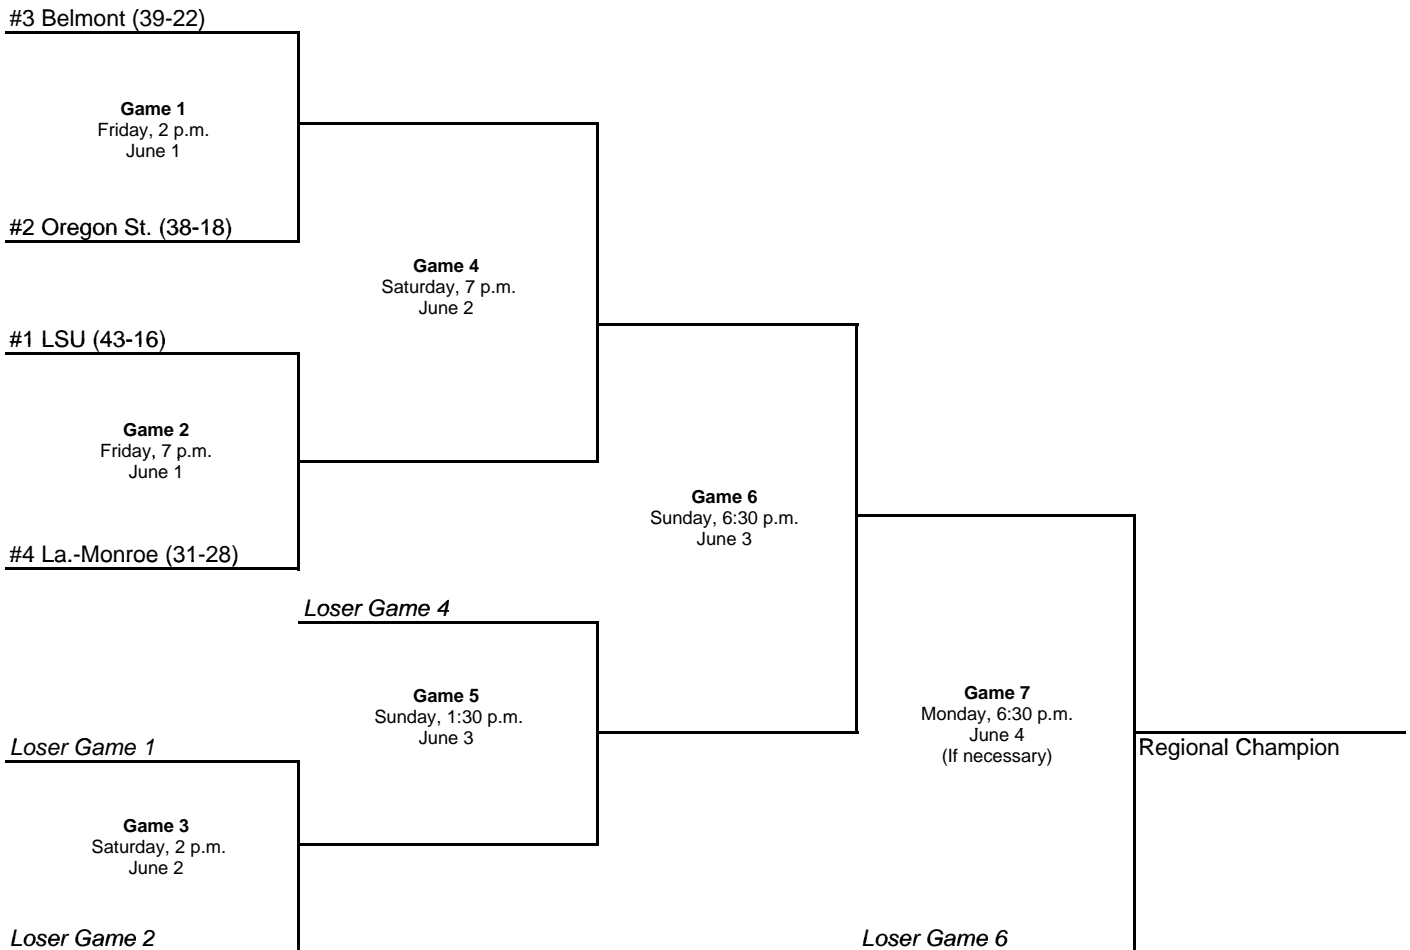 #3 Belmont (39-22)
Game 1
Friday, 2 p.m.
June 1
#2 Oregon St. (38-18)
Game 4
Saturday, 7 p.m.
June 2
#1 LSU (43-16)
Game 2
Friday, 7 p.m.
June 1
#4 La.-Monroe (31-28)
Game 6
Sunday, 6:30 p.m.
June 3
Loser Game 4
Game 5
Sunday, 1:30 p.m.
June 3
Loser Game 1
Game 7
Monday, 6:30 p.m.
June 4
(If necessary)
Regional Champion
Game 3
Saturday, 2 p.m.
June 2
Loser Game 2
Loser Game 6